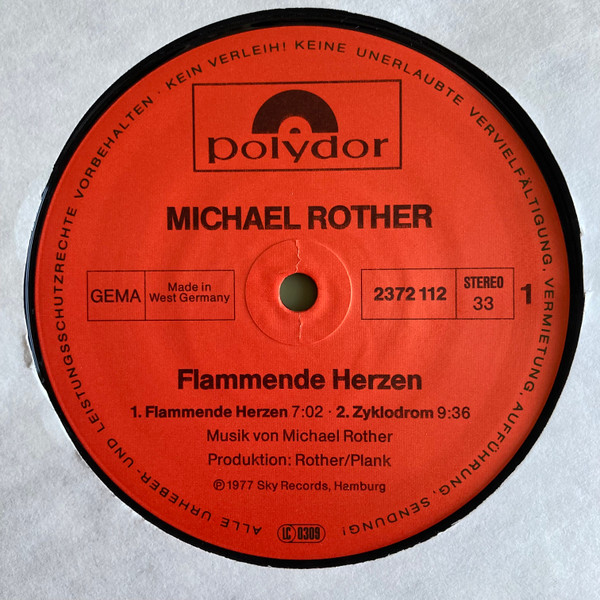 ALLE URHEBER- UND LEISTUNGSSCHUTZRECHTE VORBEHALTEN · KEIN VERLEIH! KEINE UNERLAUBTE VERVIELFÄLTIGUNG, VERMIETUNG, AUFFÜHRUNG, SENDUNG!
polydor
MICHAEL ROTHER
GEMA
Made in
West Germany
2372 112
STEREO
33
1
Flammende Herzen
1. Flammende Herzen 7:02 · 2. Zyklodrom 9:36
Musik von Michael Rother
Produktion: Rother/Plank
℗ 1977 Sky Records, Hamburg
LC 0309